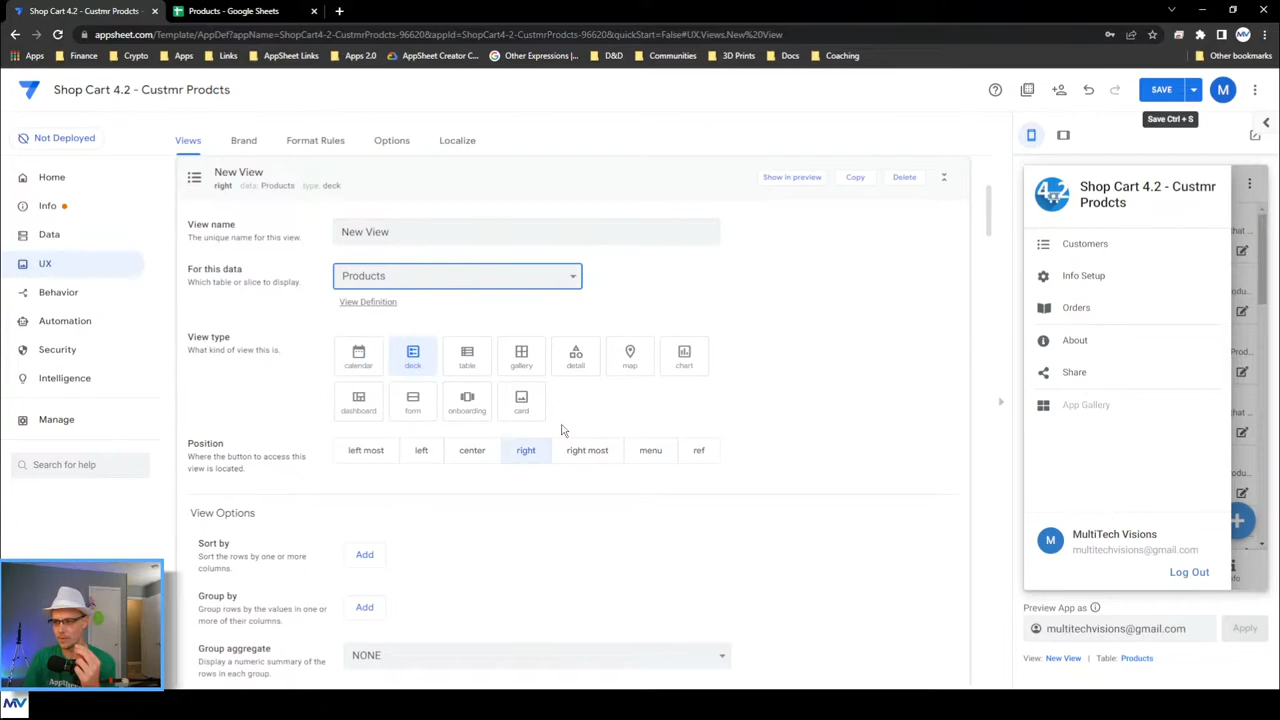 Shop Cart 4.2 - Custmr Prodcts -
Products - Google Sheets
appsheet.com/Template/AppDef?appName=ShopCart4-2-CustmrProdcts-96620&appId=ShopCart4-2-CustmrProdcts-96620&quickStart=False#UX.Views.New%20View
Apps Finance Crypto Apps Links AppSheet Links Apps 2.0 AppSheet Creator C... Other Expressions |... D&D Communities 3D Prints Docs Coaching Other bookmarks
Shop Cart 4.2 - Custmr Prodcts
SAVE
M
Save Ctrl + S
Not Deployed
Home
Info
Data
UX
Behavior
Automation
Security
Intelligence
Manage
Search for help
Views Brand Format Rules Options Localize
New View
right data: Products type: deck
Show in preview Copy Delete
View name
The unique name for this view.
New View
For this data
Which table or slice to display.
Products
View Definition
View type
What kind of view this is.
calendar deck table gallery detail map chart
dashboard form onboarding card
Position
Where the button to access this
view is located.
left most left center right right most menu ref
View Options
Sort by
Sort the rows by one or more
columns.
Add
Group by
Group rows by the values in one or
more of their columns.
Add
Group aggregate
Display a numeric summary of the
rows in each group.
NONE
4.2
Shop Cart 4.2 - Custmr
Prodcts
Customers
Info Setup
Orders
About
Share
App Gallery
M
MultiTech Visions
multitechvisions@gmail.com
Log Out
Preview App as
multitechvisions@gmail.com
Apply
View: New View | Table: Products
MV